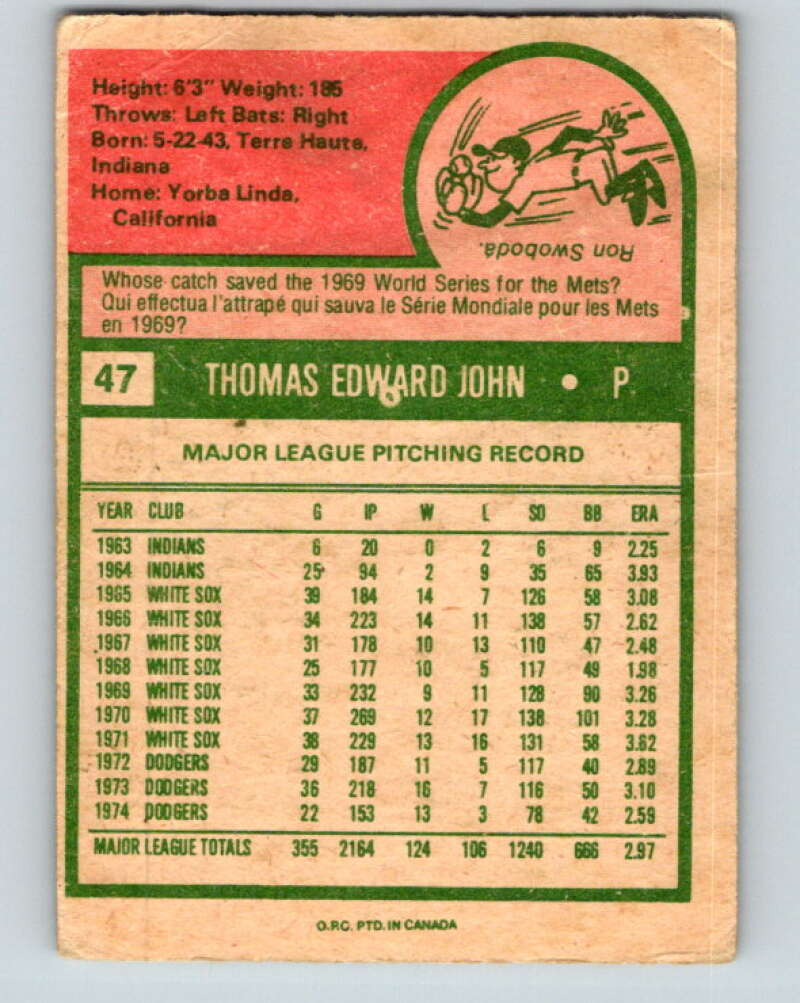 Height: 6'3" Weight: 185
Throws: Left Bats: Right
Born: 5-22-43, Terre Haute,
Indiana
Home: Yorba Linda,
California
Ron Swoboda.
Whose catch saved the 1969 World Series for the Mets?
Qui effectua l'attrapé qui sauva le Série Mondiale pour les Mets
en 1969?
47 THOMAS EDWARD JOHN • P.
MAJOR LEAGUE PITCHING RECORD
YEAR CLUB G IP W L SO BB ERA
1963 INDIANS 6 20 0 2 6 9 2.25
1964 INDIANS 25 94 2 9 35 65 3.93
1965 WHITE SOX 39 184 14 7 126 58 3.08
1966 WHITE SOX 34 223 14 11 138 57 2.62
1967 WHITE SOX 31 178 10 13 110 47 2.48
1968 WHITE SOX 25 177 10 5 117 49 1.98
1969 WHITE SOX 33 232 9 11 128 90 3.26
1970 WHITE SOX 37 269 12 17 138 101 3.28
1971 WHITE SOX 38 229 13 16 131 58 3.62
1972 DODGERS 29 187 11 5 117 40 2.89
1973 DODGERS 36 218 16 7 116 50 3.10
1974 DODGERS 22 153 13 3 78 42 2.59
MAJOR LEAGUE TOTALS 355 2164 124 106 1240 666 2.97
O.P.C. PTD. IN CANADA